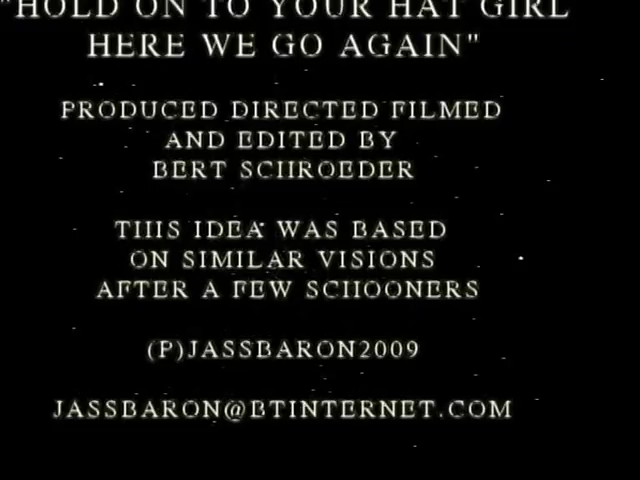 "HOLD ON TO YOUR HAT GIRL
HERE WE GO AGAIN"
PRODUCED DIRECTED FILMED
AND EDITED BY
BERT SCHROEDER
THIS IDEA WAS BASED
ON SIMILAR VISIONS
AFTER A FEW SCHOONERS
(P)JASSBARON2009
JASSBARON@BTINTERNET.COM